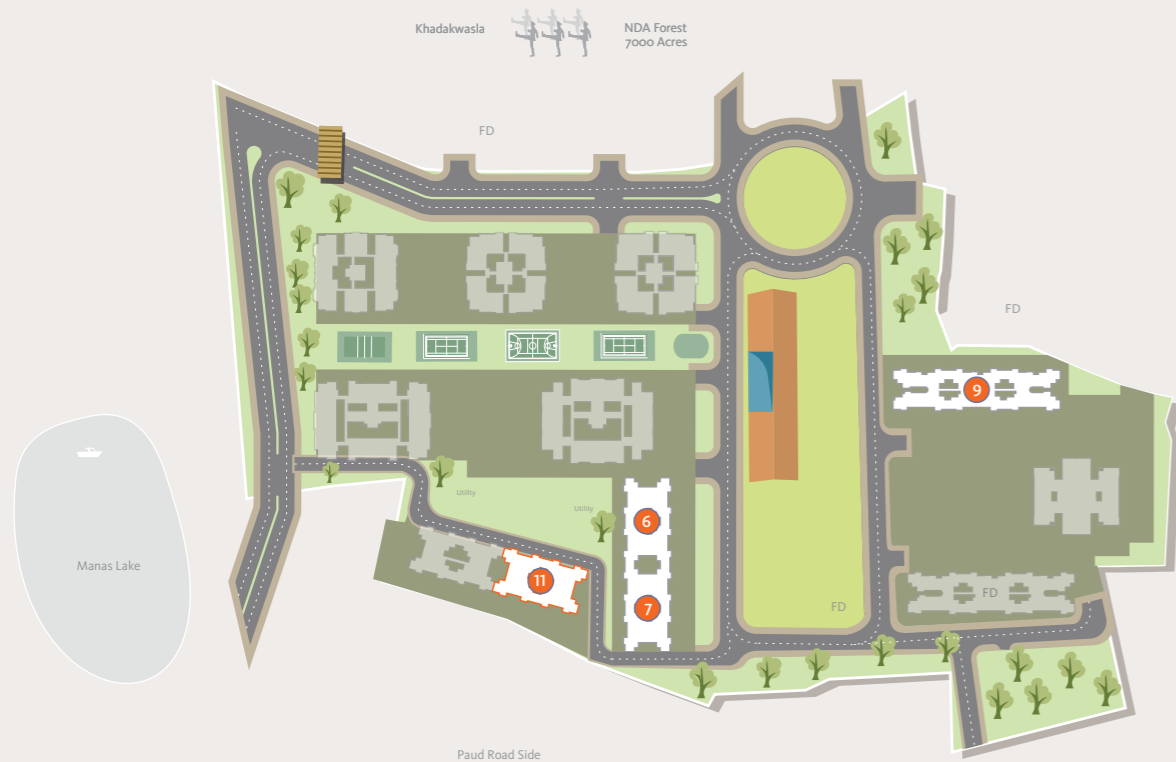 Khadakwasla
NDA Forest
7000 Acres
FD
FD
9
Utility
Utility
6
Manas Lake
11
7
FD
FD
Paud Road Side